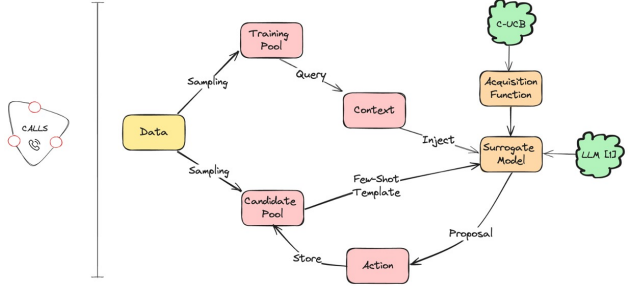 C-UCB
Training
Pool
Sampling
Query
Acquisition
Function
Context
CALLS
Data
Inject
Surrogate
Model
LLM [1]
Sampling
Few-Shot
Template
Candidate
Pool
Proposal
Store
Action